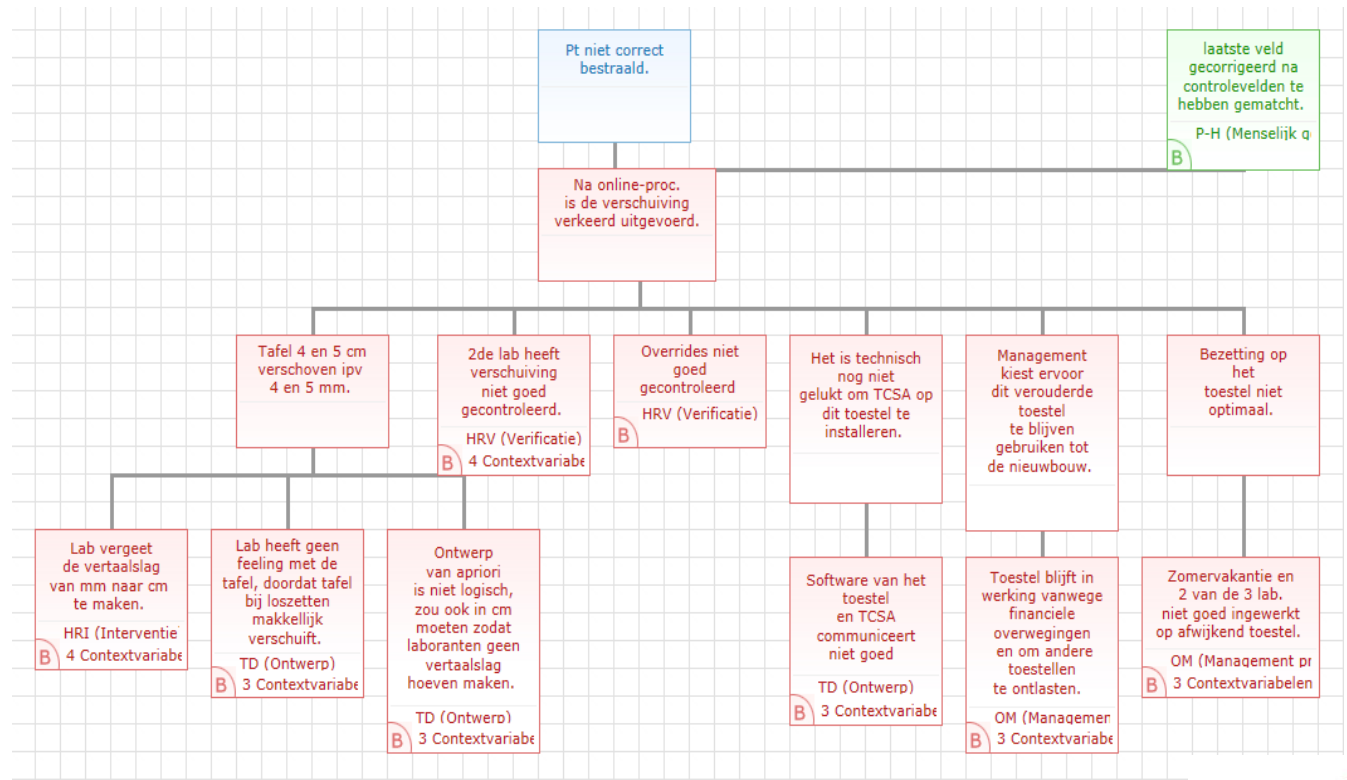 Pt niet correct
bestraald.
laatste veld
gecorrigeerd na
controlevelden te
hebben gematcht.
P-H (Menselijk g
B
Na online-proc.
is de verschuiving
verkeerd uitgevoerd.
Tafel 4 en 5 cm
verschoven ipv
4 en 5 mm.
2de lab heeft
verschuiving
niet goed
gecontroleerd.
HRV (Verificatie)
B 4 Contextvariabe
Overrides niet
goed
gecontroleerd
HRV (Verificatie)
B
Het is technisch
nog niet
gelukt om TCSA op
dit toestel te
installeren.
Management
kiest ervoor
dit verouderde
toestel
te blijven
gebruiken tot
de nieuwbouw.
Bezetting op
het
toestel niet
optimaal.
Lab vergeet
de vertaalslag
van mm naar cm
te maken.
HRI (Interventie
B 4 Contextvariabe
Lab heeft geen
feeling met de
tafel, doordat tafel
bij loszetten
makkellijk
verschuift.
TD (Ontwerp)
B 3 Contextvariabe
Ontwerp
van apriori
is niet logisch,
zou ook in cm
moeten zodat
laboranten geen
vertaalslag
hoeven maken.
TD (Ontwerp)
B 3 Contextvariabe
Software van het
toestel
en TCSA
communiceert
niet goed
TD (Ontwerp)
B 3 Contextvariabe
Toestel blijft in
werking vanwege
financiele
overwegingen
en om andere
toestellen
te ontlasten.
OM (Managemen
B 3 Contextvariabe
Zomervakantie en
2 van de 3 lab.
niet goed ingewerkt
op afwijkend toestel.
OM (Management pr
B 3 Contextvariabelen